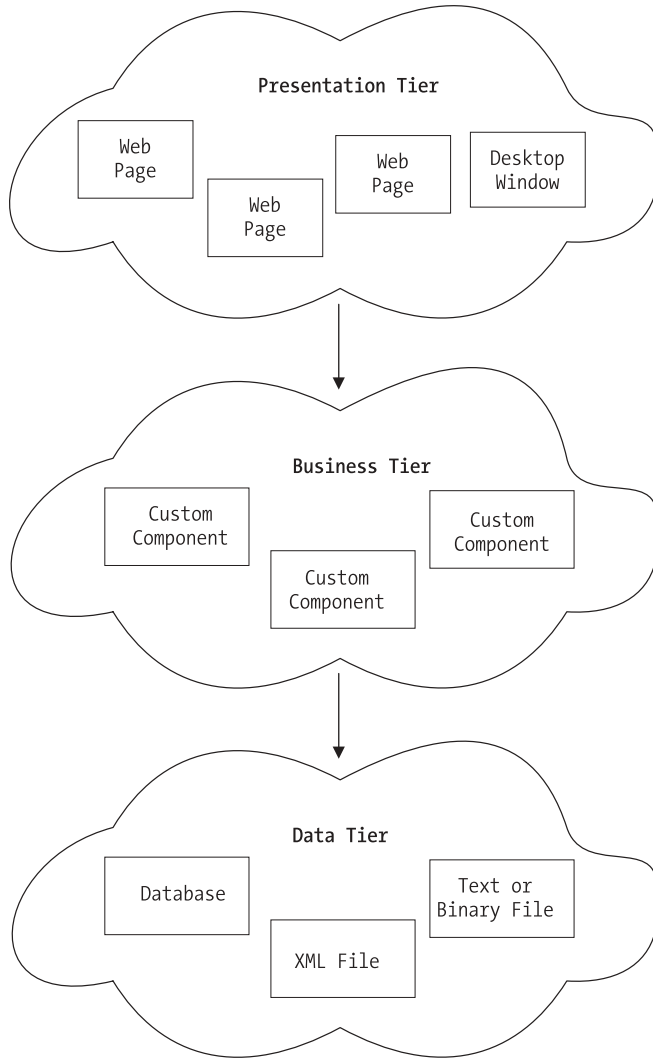 Presentation Tier
Web
Page
Web
Page
Web
Page
Desktop
Window
Business Tier
Custom
Component
Custom
Component
Custom
Component
Data Tier
Database
XML File
Text or
Binary File